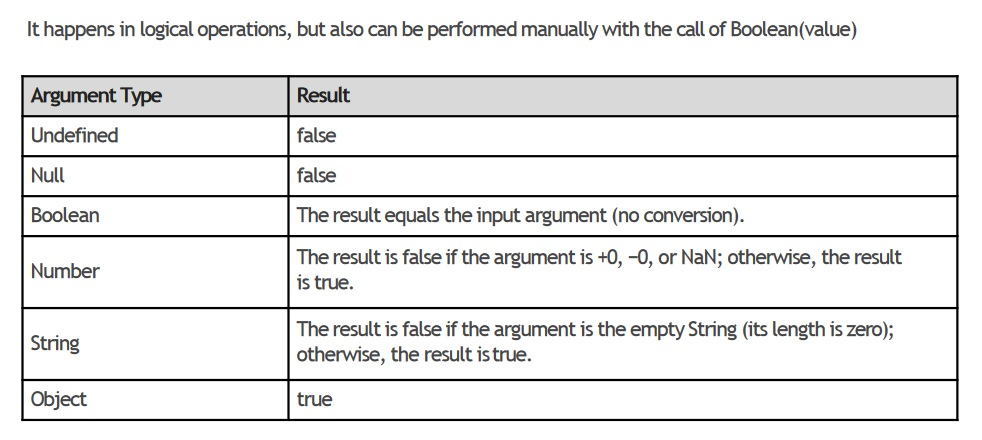 It happens in logical operations, but also can be performed manually with the call of Boolean(value)
Argument Type Result
Undefined false
Null false
Boolean The result equals the input argument (no conversion).
Number The result is false if the argument is +0, −0, or NaN; otherwise, the result
is true.
String The result is false if the argument is the empty String (its length is zero);
otherwise, the result is true.
Object true